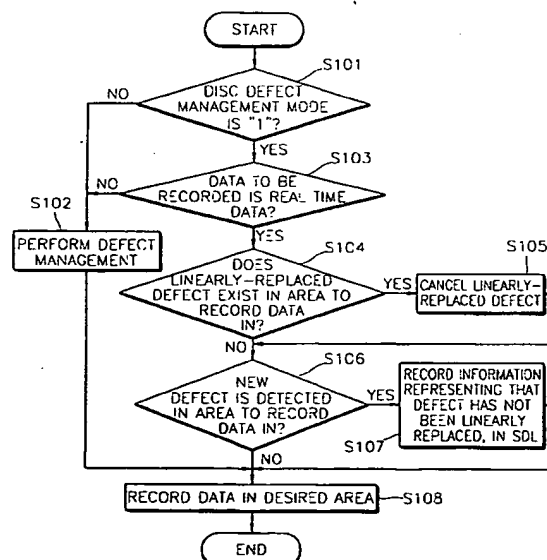 START
S101
NO
DISC DEFECT
MANAGEMENT MODE
IS "1"?
YES
S103
NO
DATA TO BE
RECORDED IS REAL TIME
DATA?
S102
PERFORM DEFECT
MANAGEMENT
YES
S104
DOES
LINEARLY-REPLACED
DEFECT EXIST IN AREA TO
RECORD DATA
IN?
YES
S105
CANCEL LINEARLY-
REPLACED DEFECT
NO
S106
NEW
DEFECT IS DETECTED
IN AREA TO RECORD
DATA IN?
YES
RECORD INFORMATION
REPRESENTING THAT
DEFECT HAS NOT
BEEN LINEARLY
REPLACED, IN SDL
S107
NO
RECORD DATA IN DESIRED AREA
S108
END